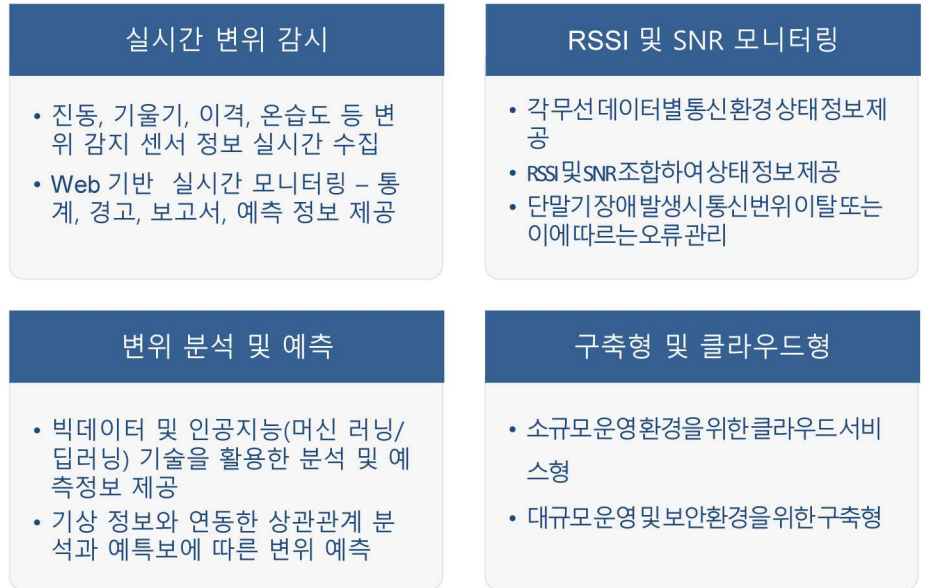 실시간 변위 감시
• 진동, 기울기, 이격, 온습도 등 변
위 감지 센서 정보 실시간 수집
• Web 기반 실시간 모니터링 – 통
계, 경고, 보고서, 예측 정보 제공
RSSI 및 SNR 모니터링
• 각 무선 데이터별 통신 환경 상태정보 제
공
• RSSI 및 SNR 조합하여 상태 정보 제공
• 단말기 장애 발생시 통신번위 이탈 또는
이에 따르는 오류 관리
변위 분석 및 예측
• 빅데이터 및 인공지능(머신 러닝/
딥러닝) 기술을 활용한 분석 및 예
측정보 제공
• 기상 정보와 연동한 상관관계 분
석과 예특보에 따른 변위 예측
구축형 및 클라우드형
• 소규모 운영 환경을 위한 클라우드 서비
스형
• 대규모 운영 및 보안환경을 위한 구축형